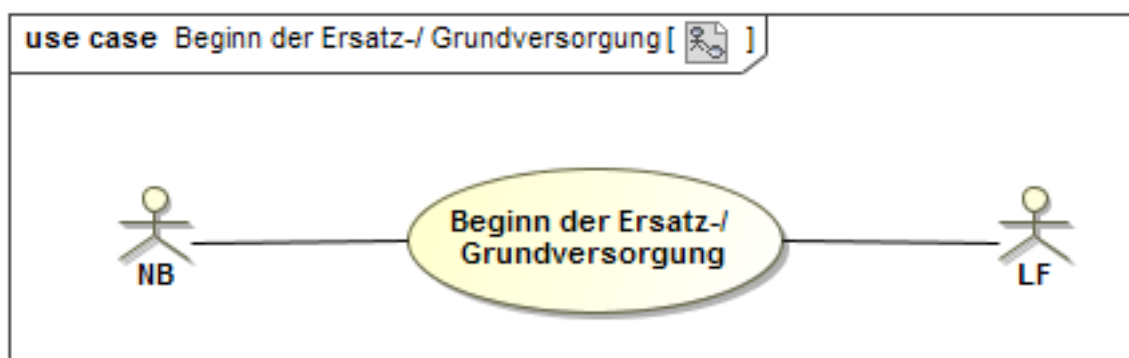 use case Beginn der Ersatz-/ Grundversorgung [ ]
Beginn der Ersatz-/
Grundversorgung
NB
LF